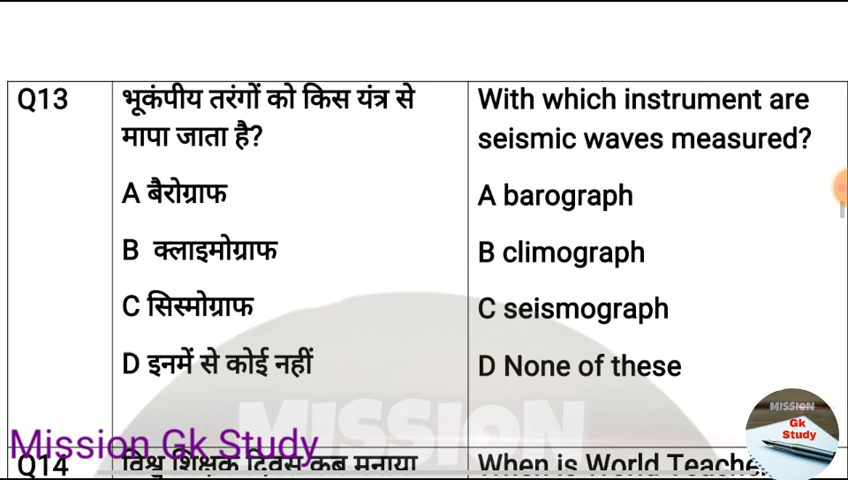 Q13
भूकंपीय तरंगों को किस यंत्र से
मापा जाता है?
A बैरोग्राफ
B क्लाइमोग्राफ
C सिस्मोग्राफ
D इनमें से कोई नहीं
With which instrument are
seismic waves measured?
A barograph
B climograph
C seismograph
D None of these
MISSION
MISSION
Gk
Study
Mission Gk Study
Q14
विश्व शिक्षक दिवस कब मनाया
When is World